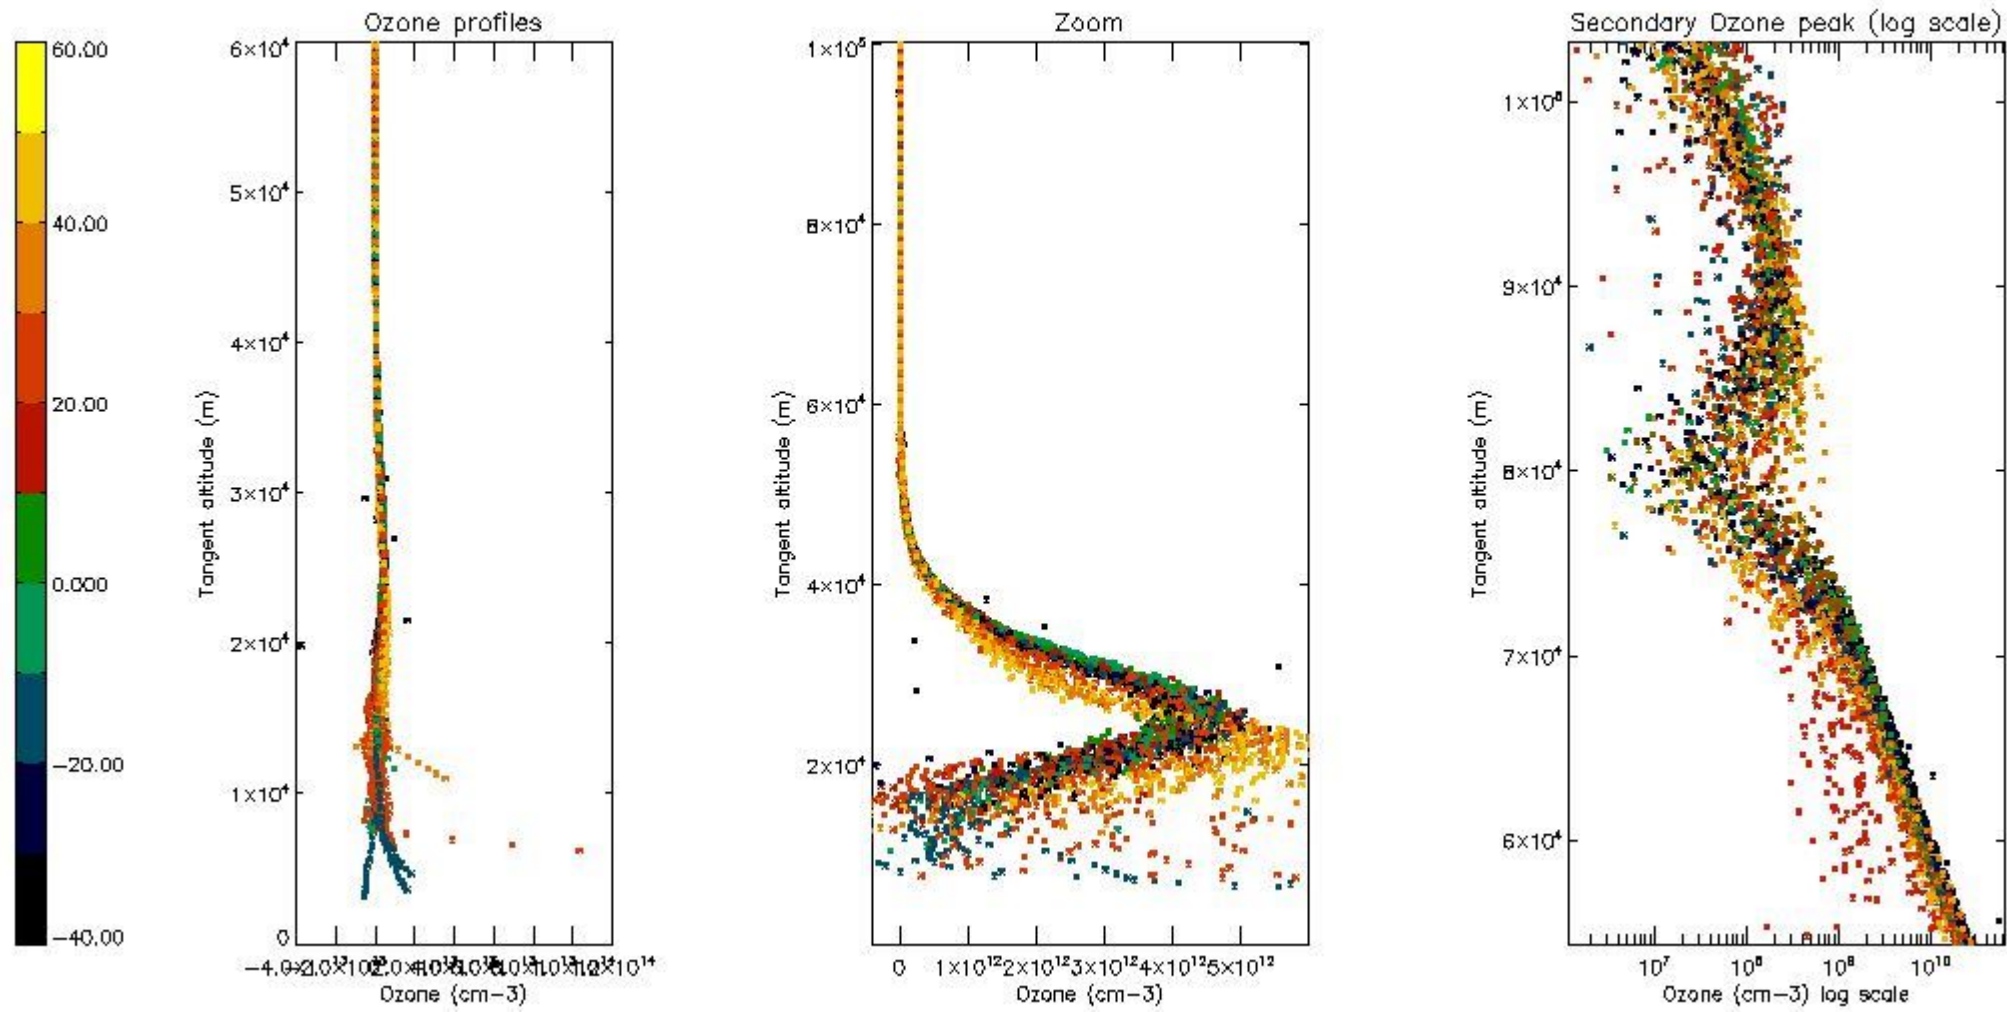 Ozone profiles
Zoom
Secondary Ozone peak (log scale)
60.00
40.00
20.00
0.000
−20.00
−40.00
6×10⁴
5×10⁴
4×10⁴
3×10⁴
2×10⁴
1×10⁴
0
Tangent altitude (m)
Ozone (cm−3)
1×10⁵
8×10⁴
6×10⁴
4×10⁴
2×10⁴
Tangent altitude (m)
0 1×10¹² 2×10¹² 3×10¹² 4×10¹² 5×10¹²
Ozone (cm−3)
1×10⁵
9×10⁴
8×10⁴
7×10⁴
6×10⁴
Tangent altitude (m)
10⁷ 10⁸ 10⁹ 10¹⁰
Ozone (cm−3) log scale